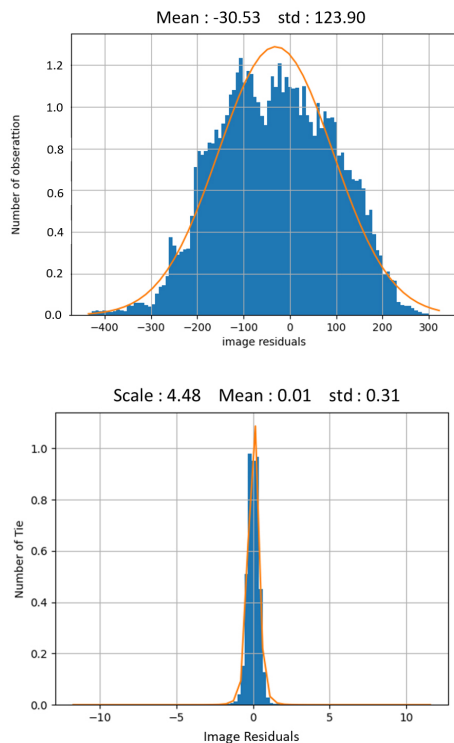 Mean : -30.53 std : 123.90
Number of obserattion
1.2
1.0
0.8
0.6
0.4
0.2
0.0
−400 −300 −200 −100 0 100 200 300
image residuals
Scale : 4.48 Mean : 0.01 std : 0.31
Number of Tie
1.0
0.8
0.6
0.4
0.2
0.0
−10 −5 0 5 10
Image Residuals